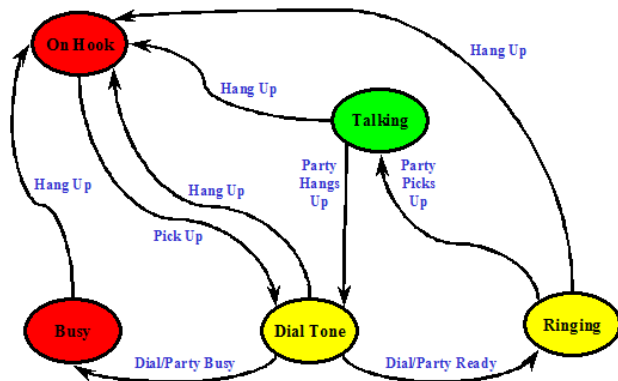 On Hook
Hang Up
Hang Up
Talking
Party
Hangs
Up
Party
Picks
Up
Hang Up
Hang Up
Pick Up
Busy
Dial Tone
Ringing
Dial/Party Busy
Dial/Party Ready